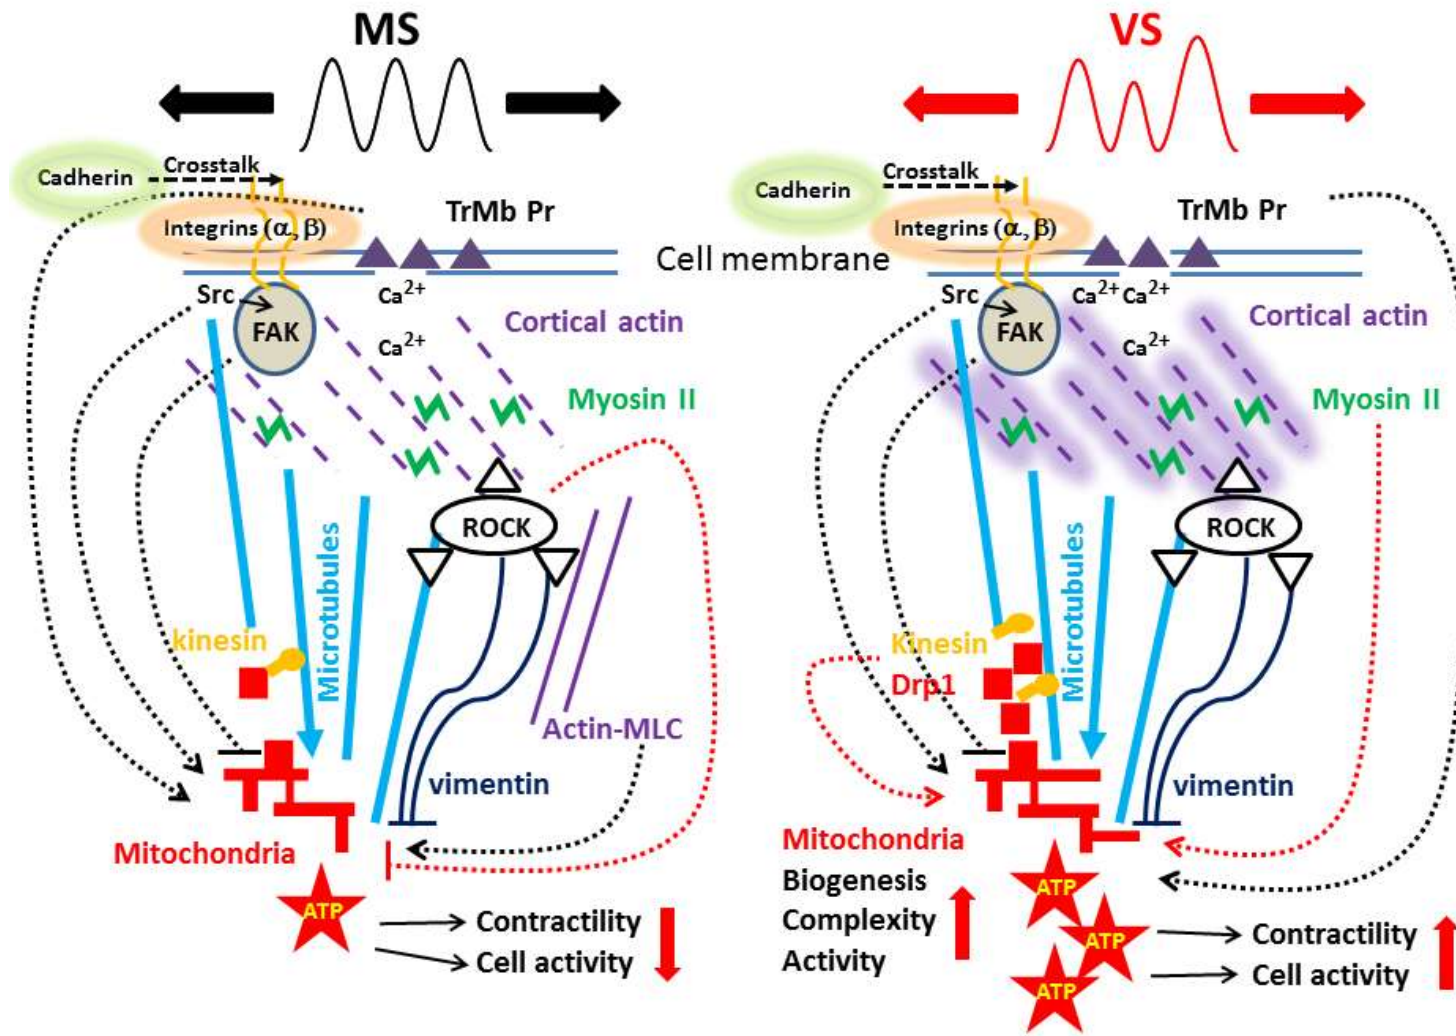 MS
Cadherin
Crosstalk
Integrins (α, β)
TrMb Pr
Cell membrane
Src
FAK
Ca2+
Ca2+
Cortical actin
Myosin II
ROCK
Microtubules
kinesin
Actin-MLC
vimentin
Mitochondria
ATP
Contractility
Cell activity
VS
Cadherin
Crosstalk
Integrins (α, β)
TrMb Pr
Src
FAK
Ca2+ Ca2+
Ca2+
Cortical actin
Myosin II
ROCK
Microtubules
Kinesin
Drp1
vimentin
Mitochondria
Biogenesis
Complexity
Activity
ATP
ATP
ATP
Contractility
Cell activity